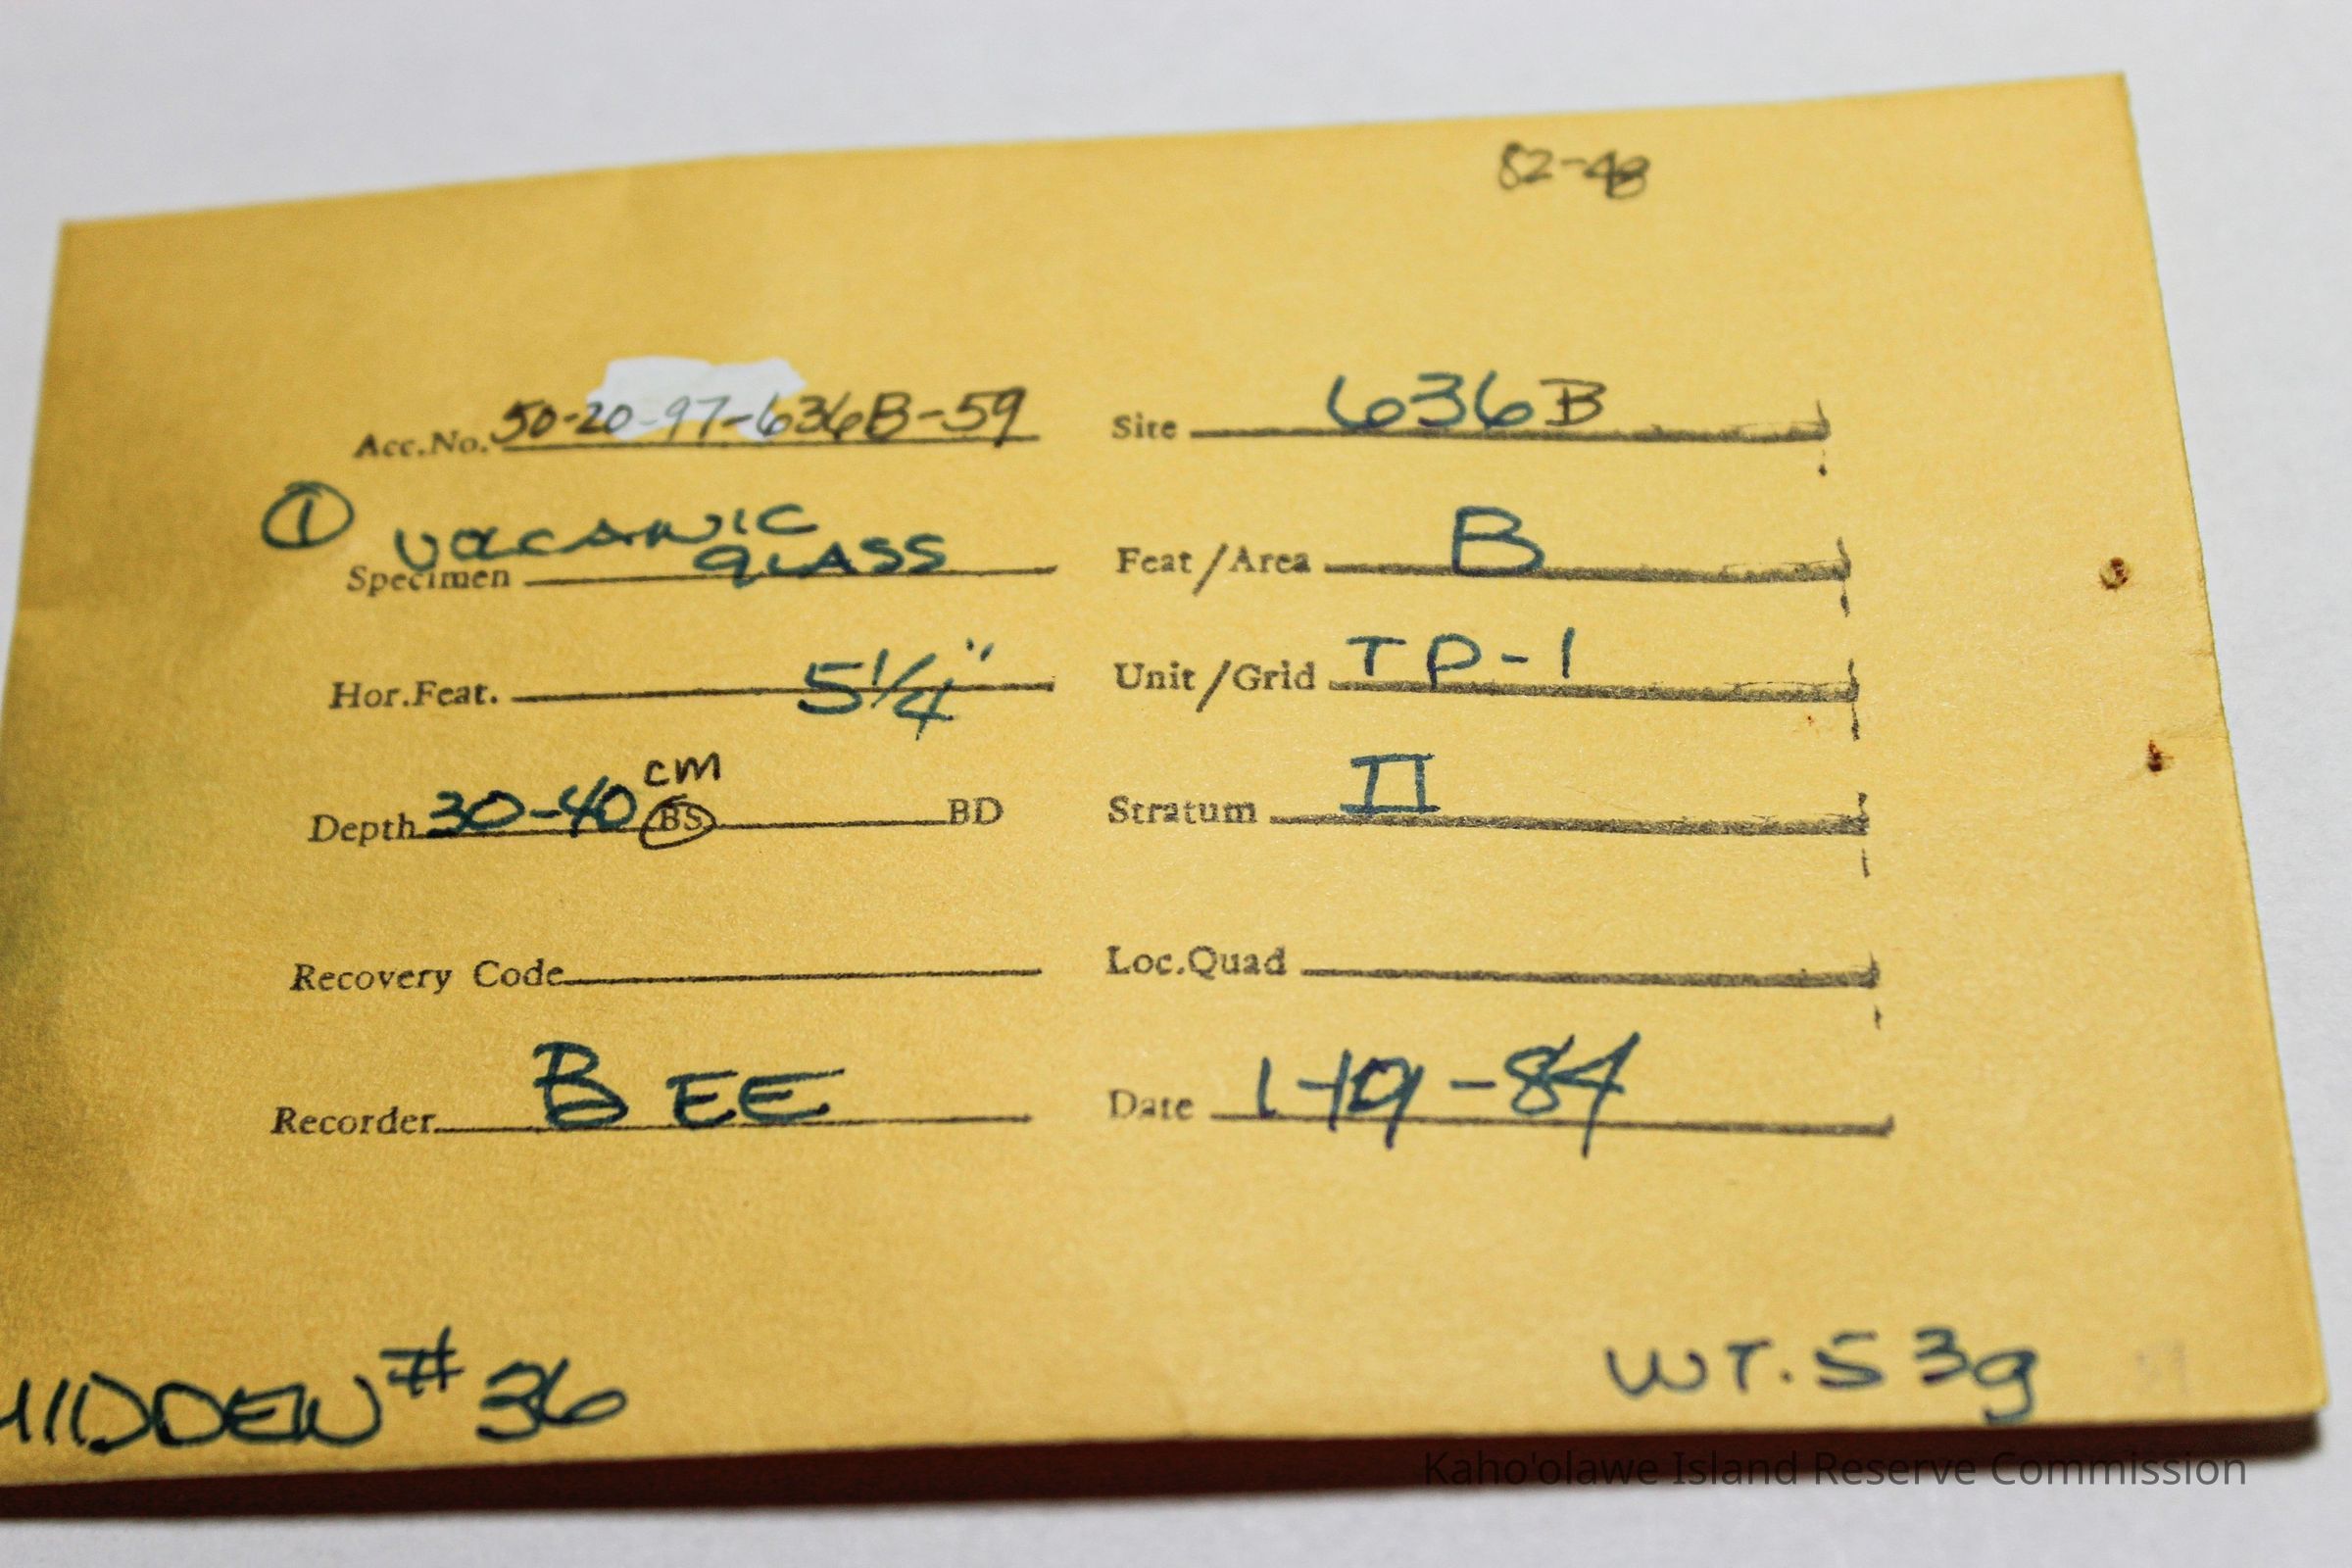 82-48
Acc.No. 50-20-97-636B-59 Site 636B
① VOLCANIC
GLASS
Specimen Feat/Area B
Hor.Feat. 5 1/4" Unit/Grid TP-1
cm
Depth 30-40 BS BD Stratum II
Recovery Code Loc.Quad
Recorder BEE Date 1-19-84
MIDDEN # 36 WT. 53g
Kaho'olawe Island Reserve Commission